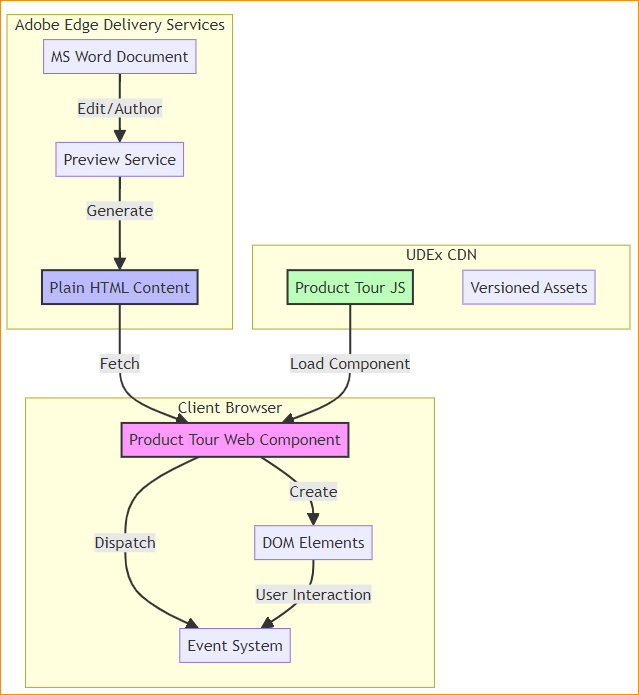 Adobe Edge Delivery Services
MS Word Document
Edit/Author
Preview Service
Generate
Plain HTML Content
UDEx CDN
Product Tour JS
Versioned Assets
Fetch
Load Component
Client Browser
Product Tour Web Component
Create
Dispatch
DOM Elements
User Interaction
Event System